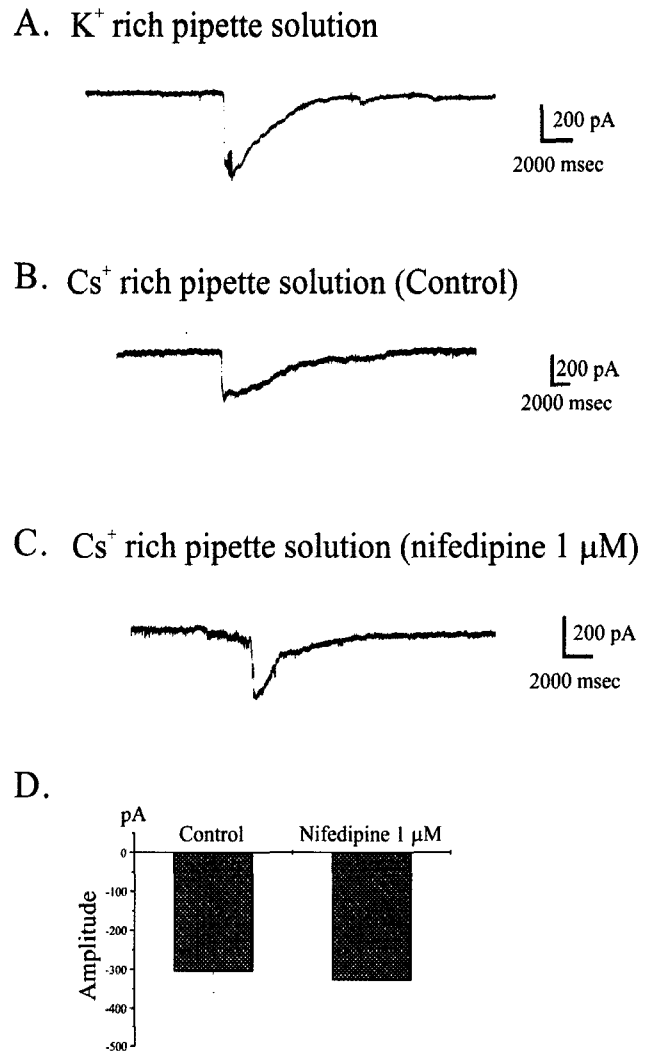 A. K⁺ rich pipette solution
200 pA
2000 msec
B. Cs⁺ rich pipette solution (Control)
200 pA
2000 msec
C. Cs⁺ rich pipette solution (nifedipine 1 μM)
200 pA
2000 msec
D.
pA
Control Nifedipine 1 μM
0
-100
-200
-300
-400
-500
Amplitude